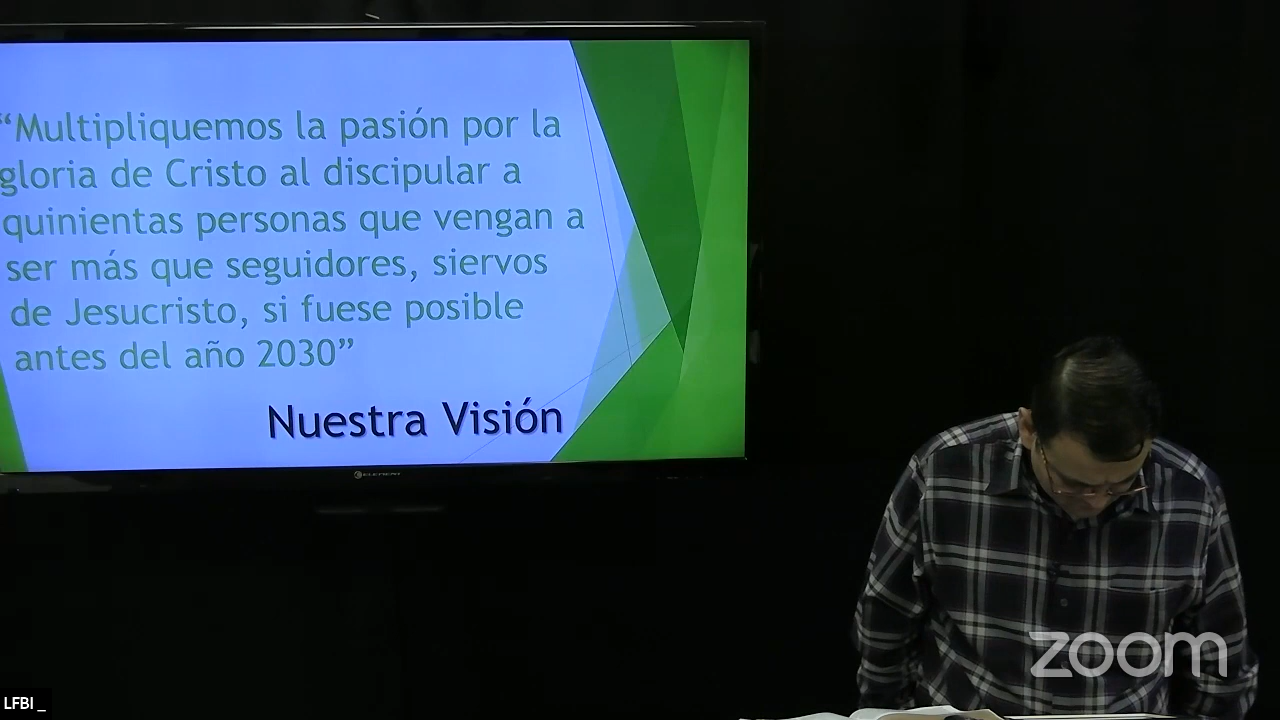 “Multipliquemos la pasión por la
gloria de Cristo al discipular a
quinientas personas que vengan a
ser más que seguidores, siervos
de Jesucristo, si fuese posible
antes del año 2030”
Nuestra Visión
ELEMENT
zoom
LFBI _